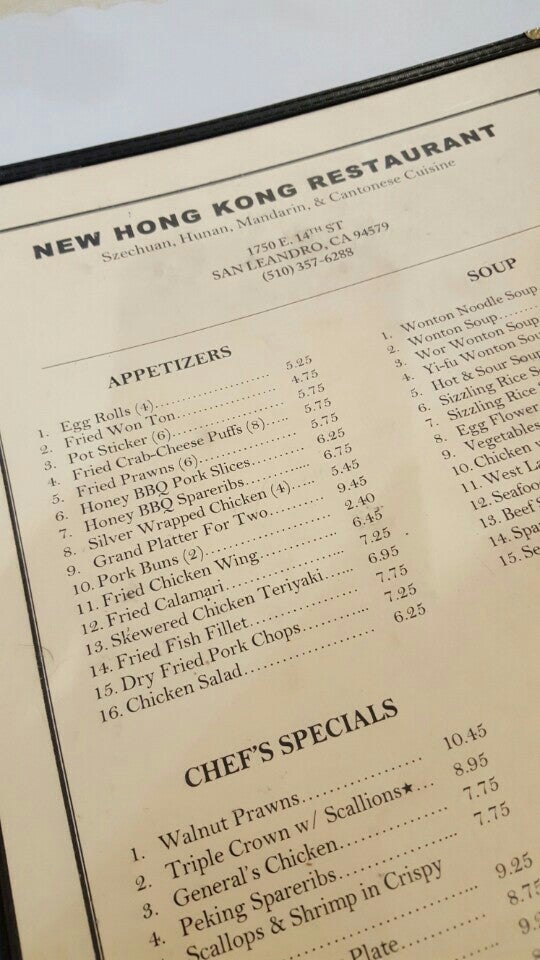 NEW HONG KONG RESTAURANT
Szechuan, Hunan, Mandarin, & Cantonese Cuisine
1750 E. 14TH ST
SAN LEANDRO, CA 94579
(510) 357-6288
APPETIZERS
1. Egg Rolls (4) 5.25
2. Fried Won Ton 4.75
3. Pot Sticker (6) 5.75
4. Fried Crab-Cheese Puffs (8) 5.75
5. Fried Prawns (6) 5.75
6. Honey BBQ Pork Slices 6.25
7. Honey BBQ Spareribs 6.75
8. Silver Wrapped Chicken (4) 5.45
9. Grand Platter For Two 9.45
10. Pork Buns (2) 2.40
11. Fried Chicken Wing 6.45
12. Fried Calamari 7.25
13. Skewered Chicken Teriyaki 6.95
14. Fried Fish Fillet 7.75
15. Dry Fried Pork Chops 7.25
16. Chicken Salad 6.25
SOUP
1. Wonton Noodle Soup
2. Wonton Soup
3. Wor Wonton Soup
4. Yi-fu Wonton Sou
5. Hot & Sour Soup
6. Sizzling Rice S
7. Sizzling Rice
8. Egg Flower
9. Vegetables
10. Chicken
11. West La
12. Seafoo
13. Beef S
14. Spa
15. Se
CHEF'S SPECIALS
1. Walnut Prawns 10.45
2. Triple Crown w/ Scallions★ 8.95
3. General's Chicken 7.75
4. Peking Spareribs 7.75
Scallops & Shrimp in Crispy
Plate 9.25
8.75